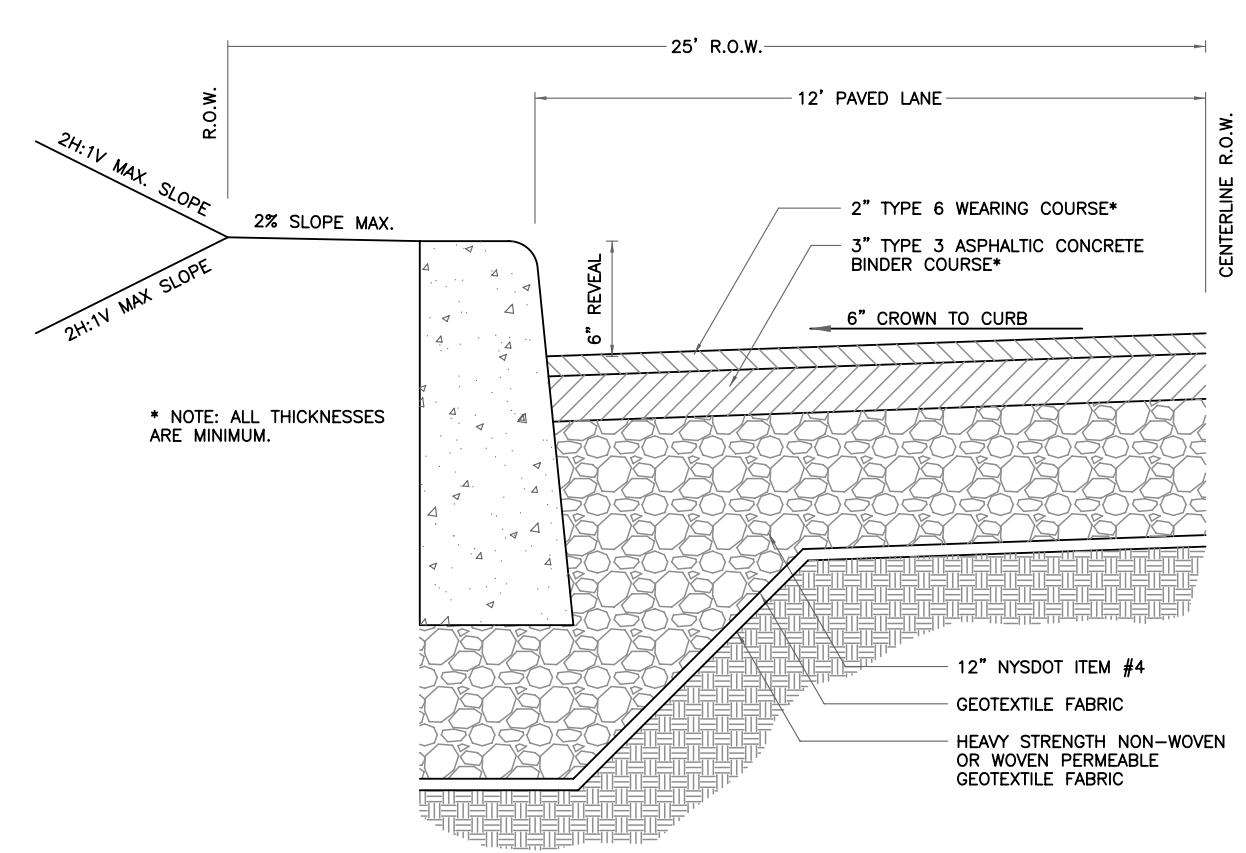 25' R.O.W.
12' PAVED LANE
R.O.W.
CENTERLINE R.O.W.
2H:1V MAX. SLOPE
2% SLOPE MAX.
2H:1V MAX SLOPE
2" TYPE 6 WEARING COURSE*
3" TYPE 3 ASPHALTIC CONCRETE
BINDER COURSE*
6" REVEAL
6" CROWN TO CURB
* NOTE: ALL THICKNESSES
ARE MINIMUM.
12" NYSDOT ITEM #4
GEOTEXTILE FABRIC
HEAVY STRENGTH NON-WOVEN
OR WOVEN PERMEABLE
GEOTEXTILE FABRIC